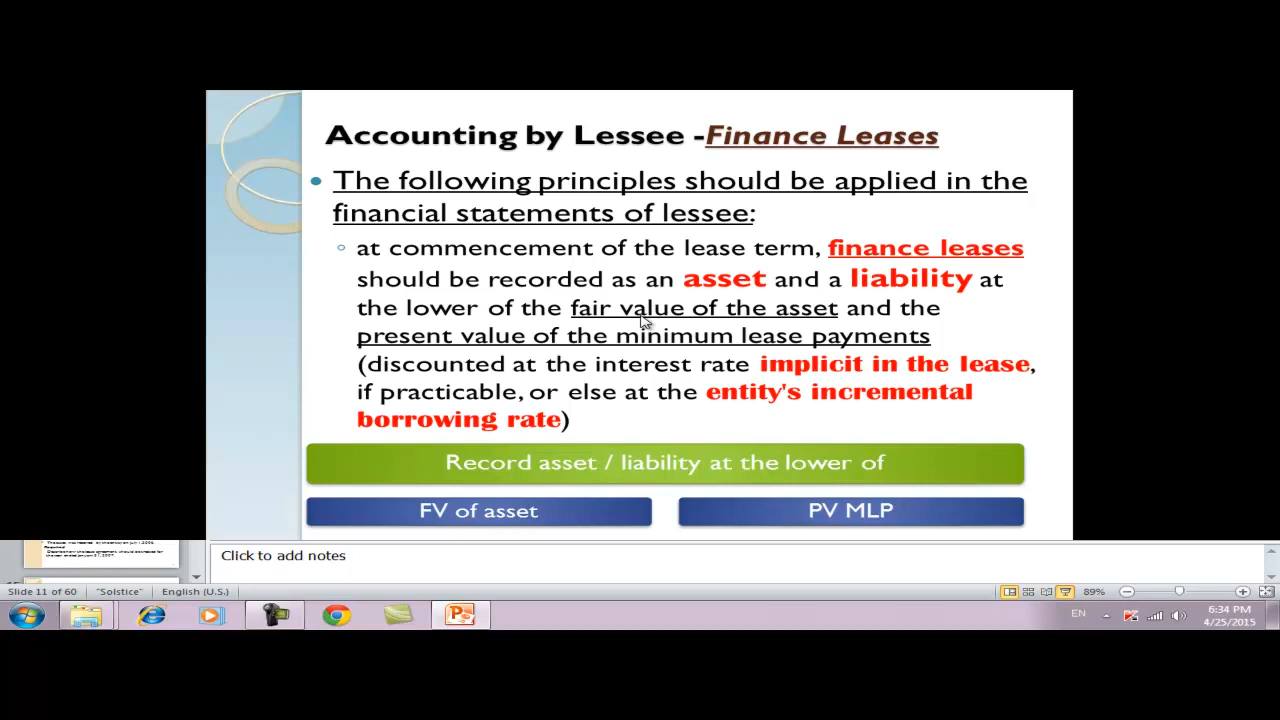 Accounting by Lessee -Finance Leases
• The following principles should be applied in the
financial statements of lessee:
◦ at commencement of the lease term, finance leases
should be recorded as an asset and a liability at
the lower of the fair value of the asset and the
present value of the minimum lease payments
(discounted at the interest rate implicit in the lease,
if practicable, or else at the entity's incremental
borrowing rate)
Record asset / liability at the lower of
FV of asset
PV MLP
Click to add notes
Slide 11 of 60
"Solstice"
English (U.S.)
89%
EN
6:34 PM
4/25/2015